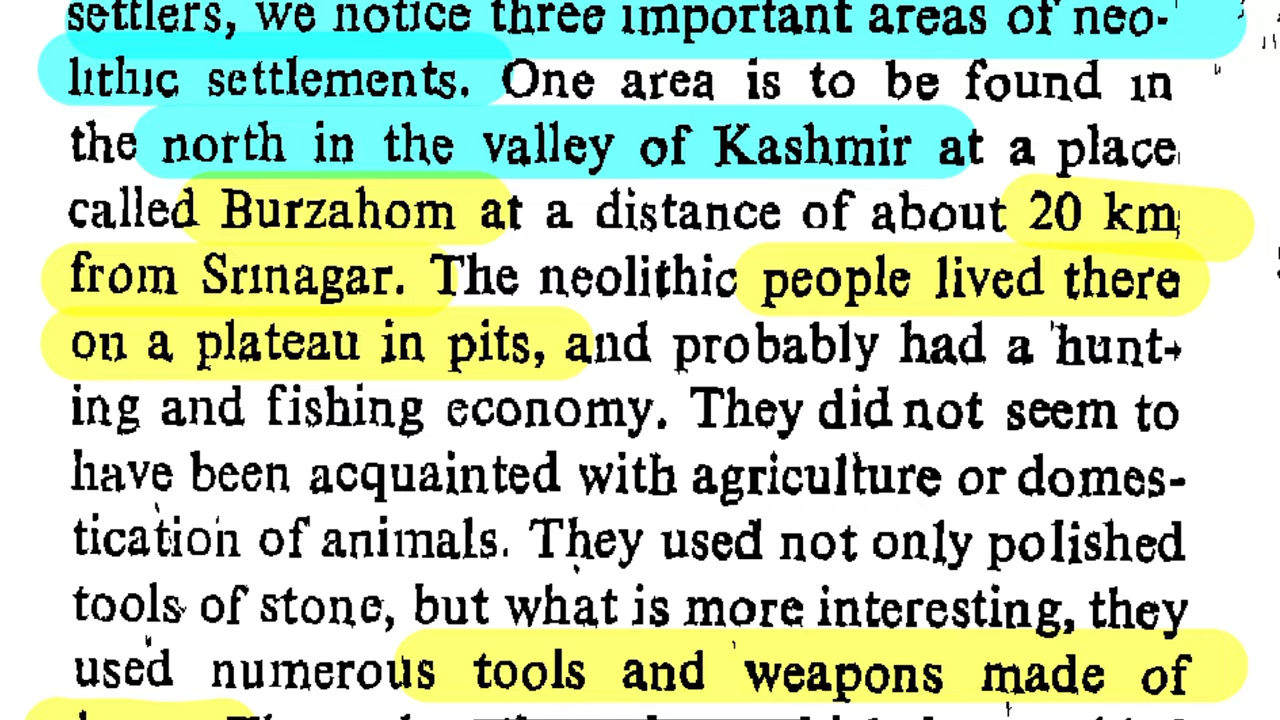 settlers, we notice three important areas of neo-
lithic settlements. One area is to be found in
the north in the valley of Kashmir at a place
called Burzahom at a distance of about 20 km
from Srinagar. The neolithic people lived there
on a plateau in pits, and probably had a hunt-
ing and fishing economy. They did not seem to
have been acquainted with agriculture or domes-
tication of animals. They used not only polished
tools of stone, but what is more interesting, they
used numerous tools and weapons made of